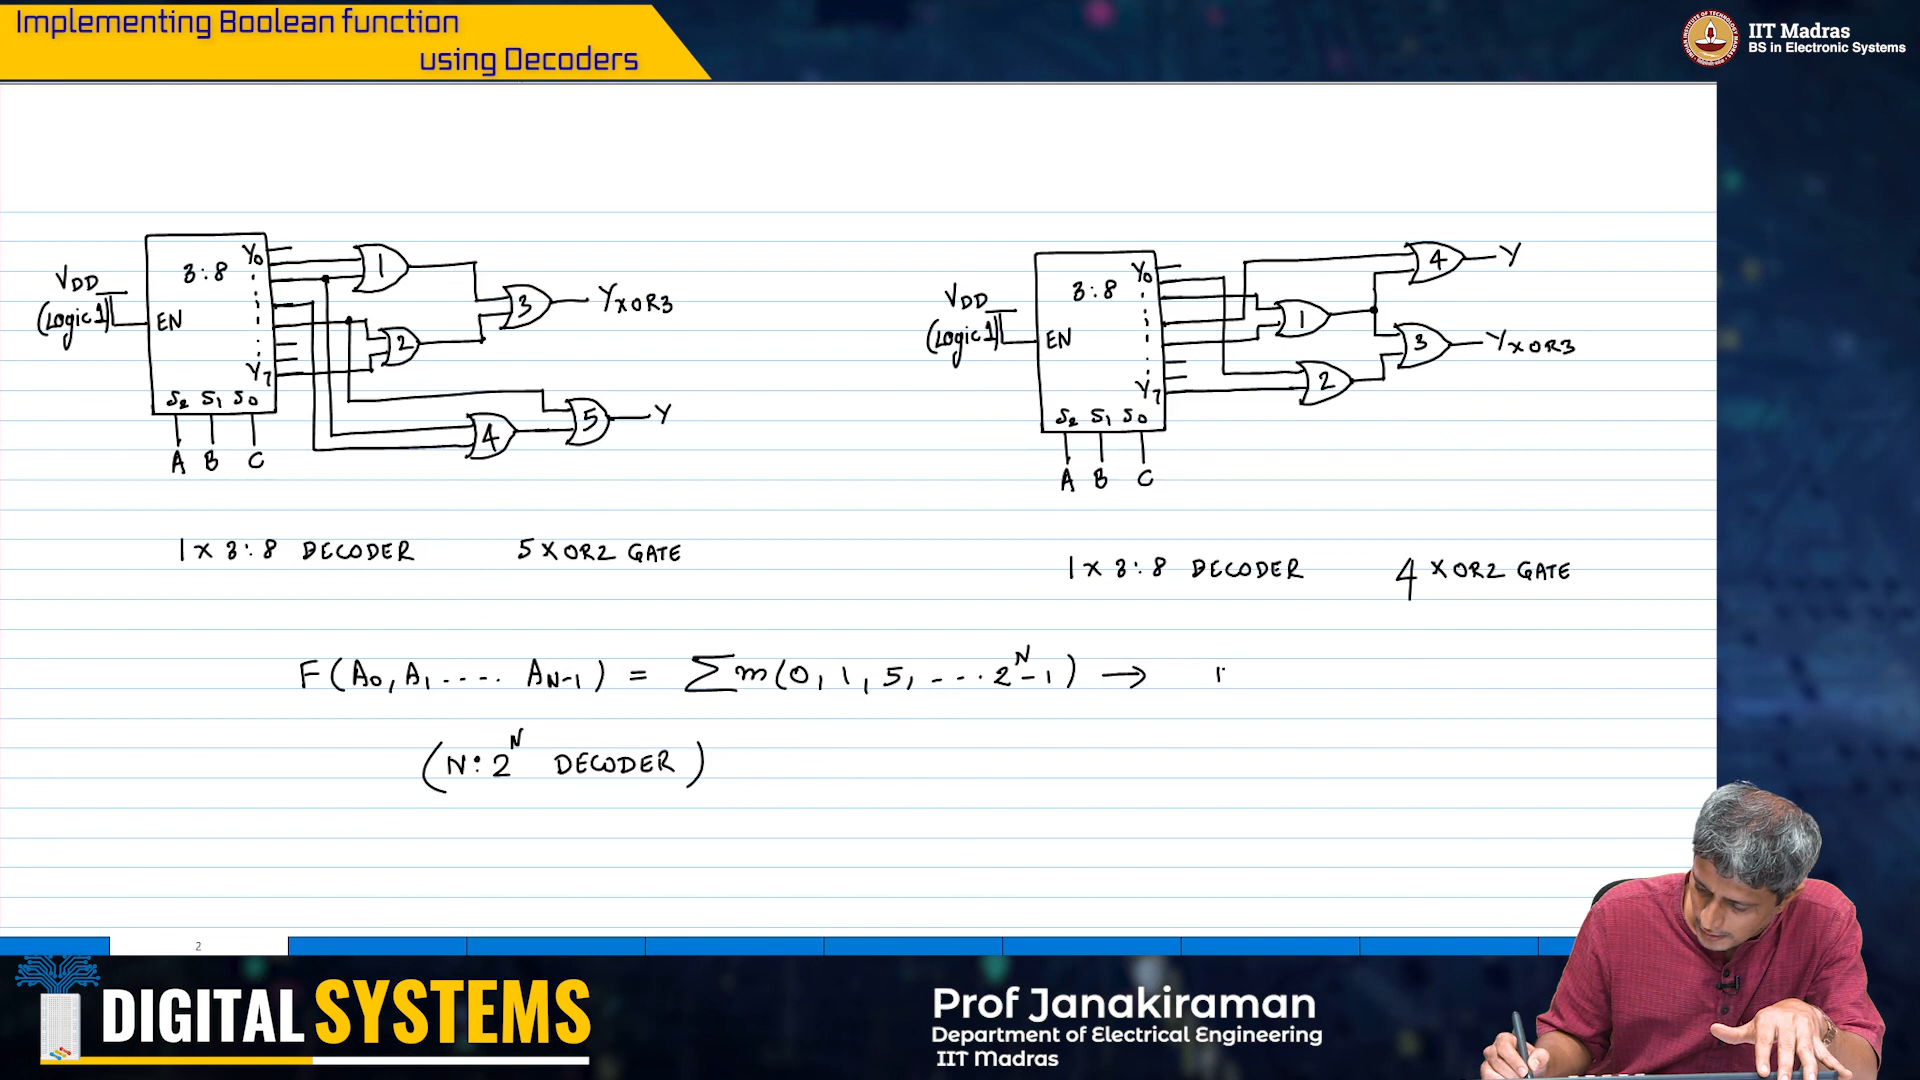 Implementing Boolean function
using Decoders
IIT Madras
BS in Electronic Systems
VDD
(Logic 1)
EN
3:8
Y0
Y7
S2 S1 S0
A B C
1
2
3
YXOR3
4
5
Y
VDD
(Logic 1)
EN
3:8
Y0
Y7
S2 S1 S0
A B C
1
2
3
YXOR3
4
Y
1 X 3:8 DECODER 5 X OR2 GATE
1 X 3:8 DECODER 4 X OR2 GATE
F(A0, A1 ..... AN-1) = Σm(0, 1, 5, ---. 2^N-1) →
(N:2^N DECODER)
2
DIGITAL SYSTEMS
Prof Janakiraman
Department of Electrical Engineering
IIT Madras